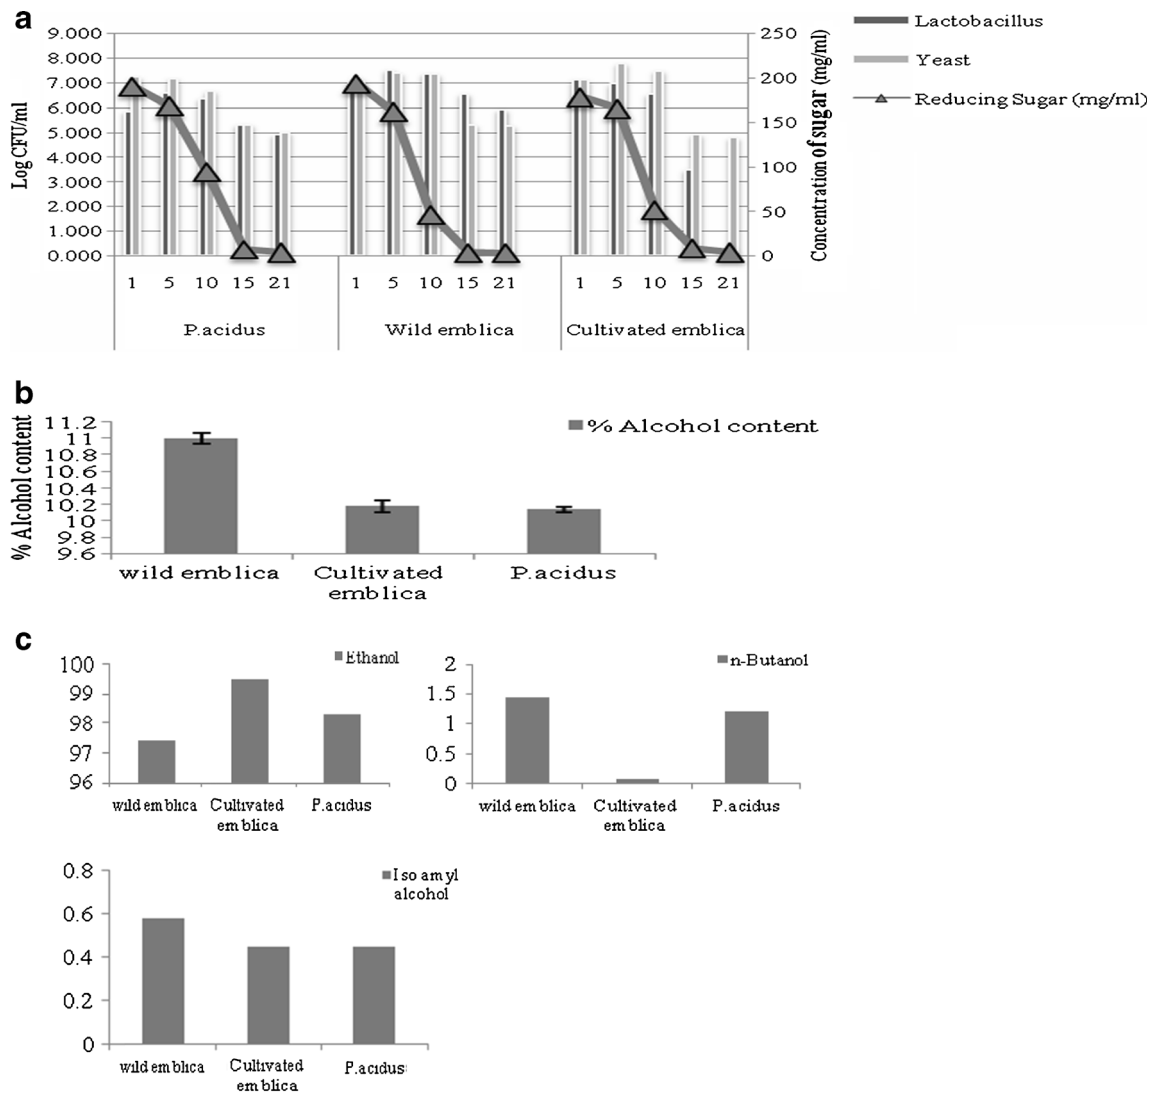 a
Lactobacillus
Yeast
Reducing Sugar (mg/ml)
Log CFU/ml
9.000
8.000
7.000
6.000
5.000
4.000
3.000
2.000
1.000
0.000
250
200
150
100
50
0
Concentration of sugar (mg/ml)
1 5 10 15 21 1 5 10 15 21 1 5 10 15 21
P.acidus Wild emblica Cultivated emblica
b
% Alcohol content
11.2
11
10.8
10.6
10.4
10.2
10
9.8
9.6
% Alcohol content
wild emblica Cultivated emblica P.acidus
c
100
99
98
97
96
Ethanol
wild emblica Cultivated emblica P.acidus
2
1.5
1
0.5
0
n-Butanol
wild emblica Cultivated emblica P.acidus
0.8
0.6
0.4
0.2
0
Iso amyl
alcohol
wild emblica Cultivated emblica P.acidus